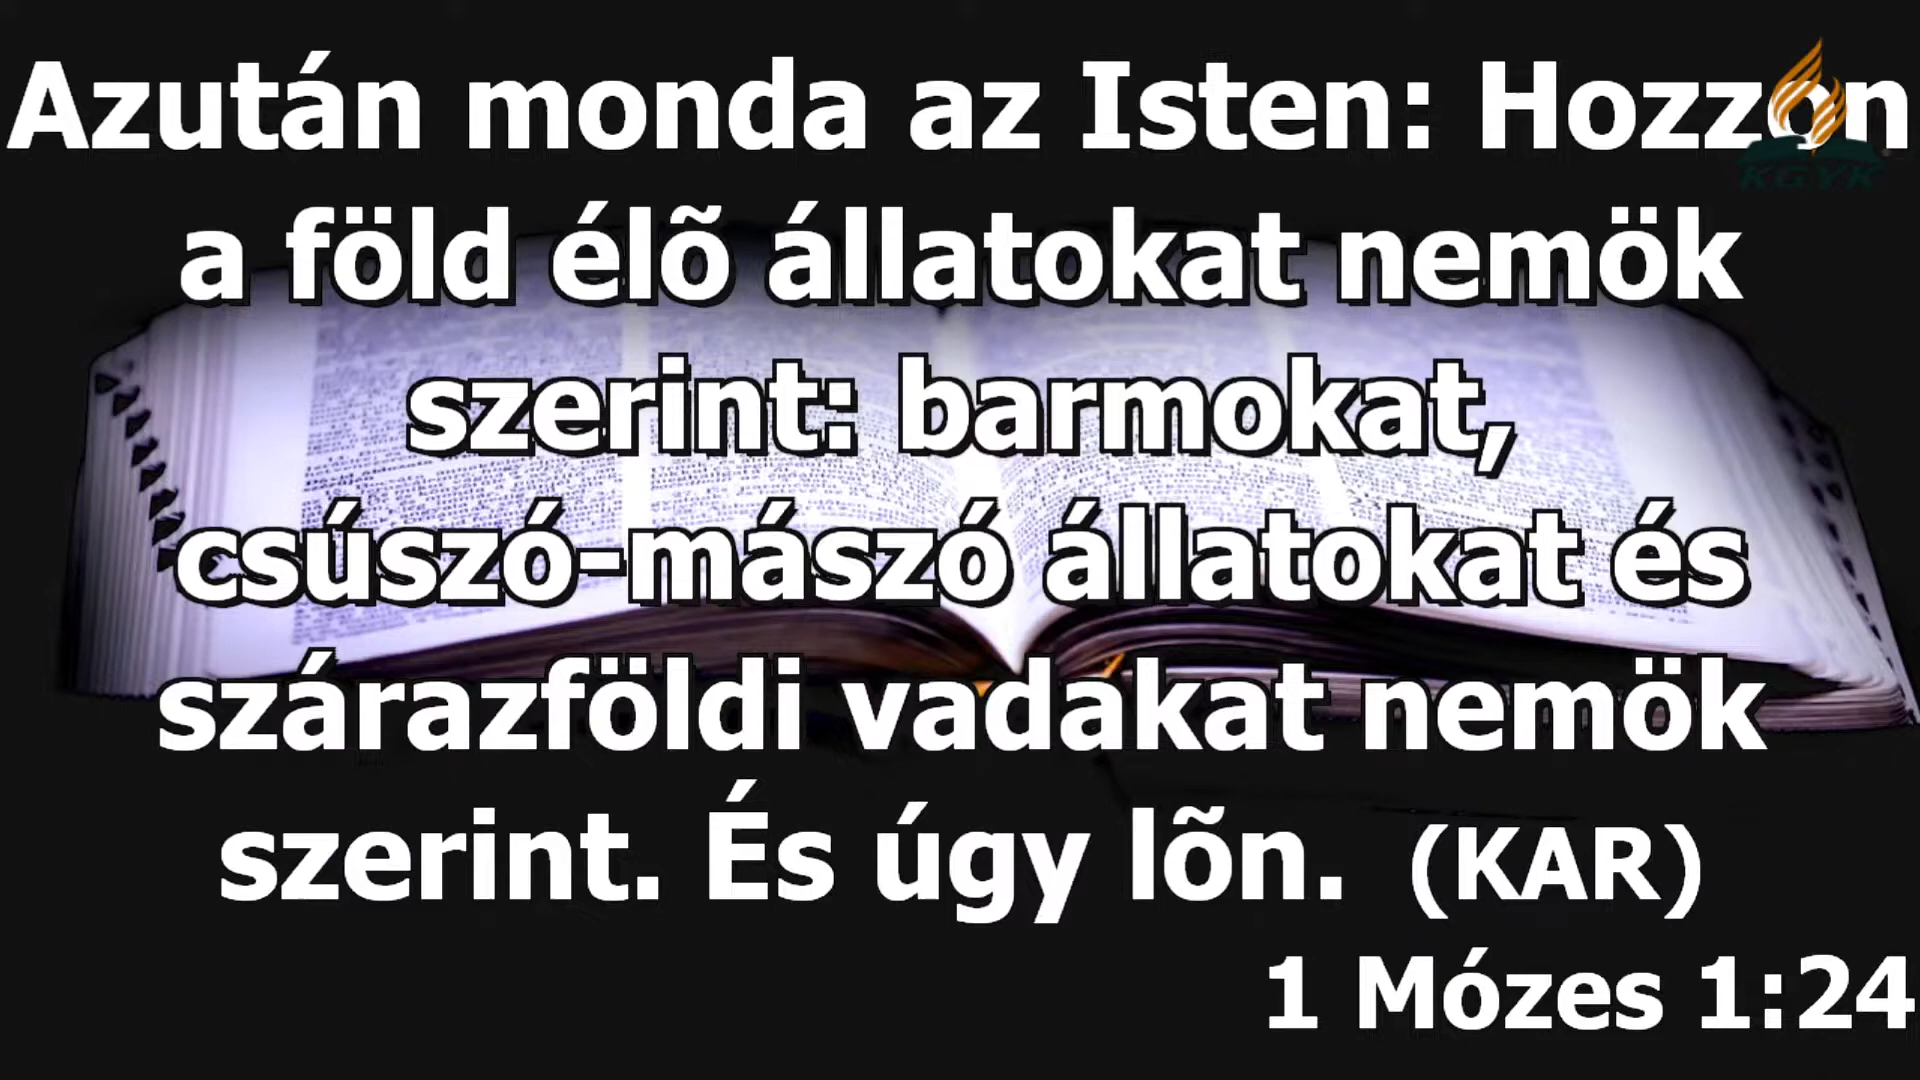 Azután monda az Isten: Hozzon
a föld élõ állatokat nemök
szerint: barmokat,
csúszó-mászó állatokat és
szárazföldi vadakat nemök
szerint. És úgy lõn. (KAR)
1 Mózes 1:24
KGYK